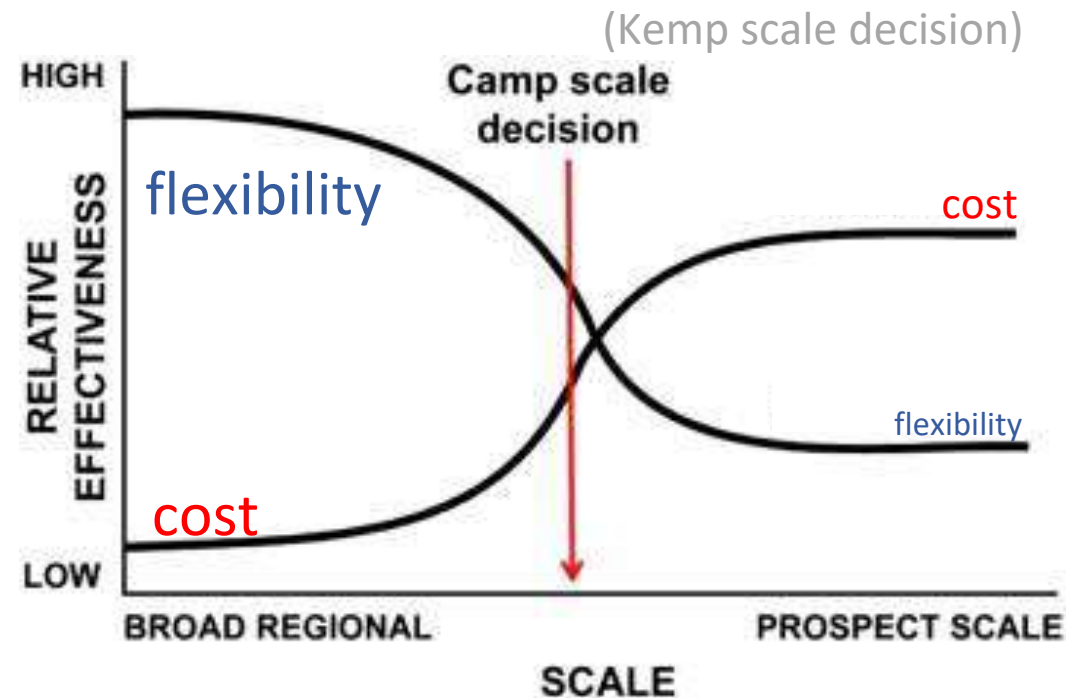 (Kemp scale decision)
HIGH
Camp scale
decision
flexibility
cost
RELATIVE
EFFECTIVENESS
flexibility
cost
LOW
BROAD REGIONAL
PROSPECT SCALE
SCALE